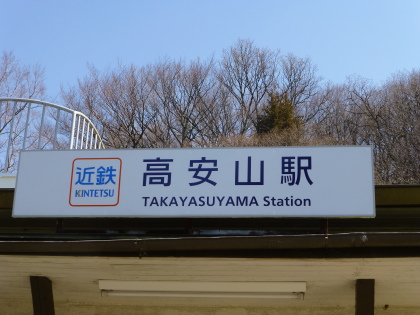 近鉄
KINTETSU
高安山駅
TAKAYASUYAMA Station